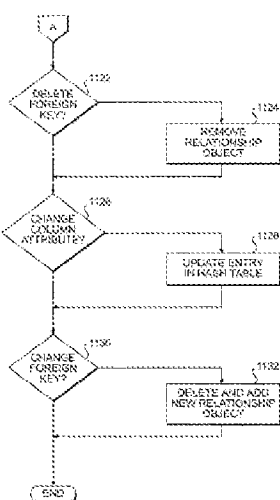 A
1122
DELETE
FOREIGN
KEY?
1124
REMOVE
RELATIONSHIP
OBJECT
1126
CHANGE
COLUMN
ATTRIBUTE?
1128
UPDATE ENTRY
IN HASH TABLE
1130
CHANGE
FOREIGN
KEY?
1132
DELETE AND ADD
NEW RELATIONSHIP
OBJECT
END